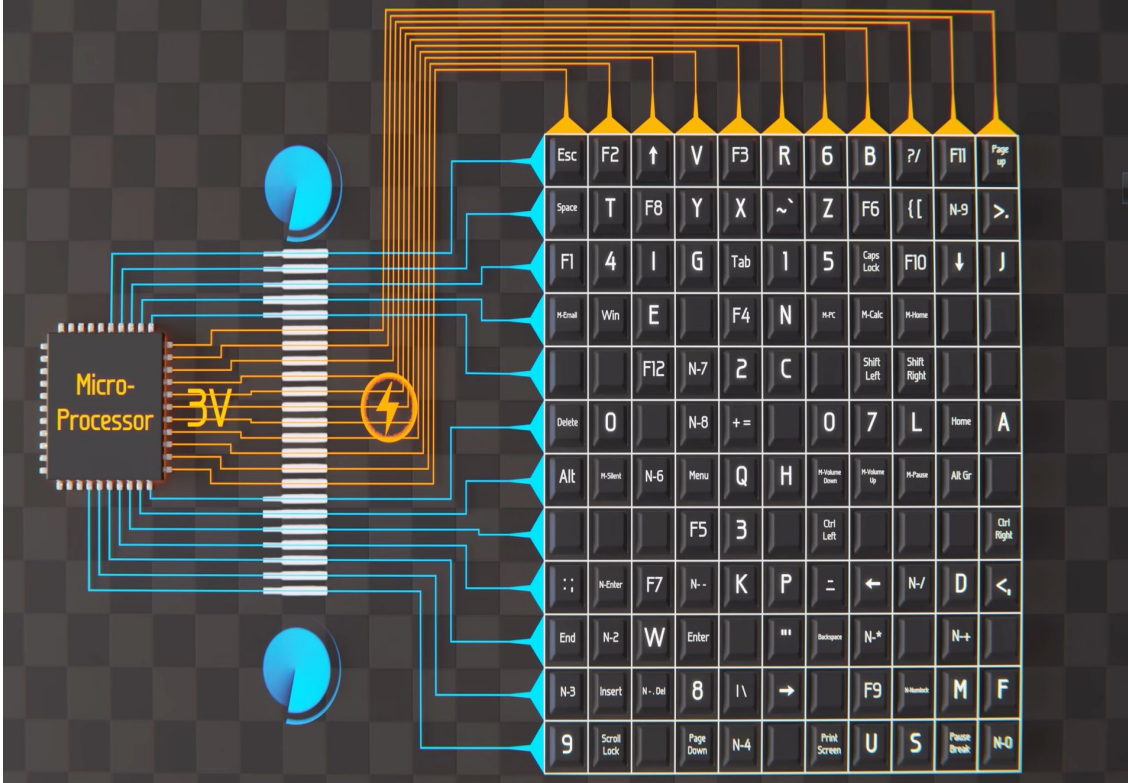 Micro-
Processor
3V
Esc F2 ↑ V F3 R 6 B ?/ F11 Page up
Space T F8 Y X ~` Z F6 {[ N-9 >.
F1 4 I G Tab 1 5 Caps Lock F10 ↓ J
M-Email Win E F4 N M-PC M-Calc M-Home
F12 N-7 2 C Shift Left Shift Right
Delete O N-8 += 0 7 L Home A
Alt M-Silent N-6 Menu Q H M-Volume Down M-Volume Up M-Pause Alt Gr
F5 3 Ctrl Left Ctrl Right
:; N-Enter F7 N-- K P - ← N-/ D <,
End N-2 W Enter "' Backspace N-* N-+
N-3 Insert N-.Del 8 |\ → F9 N-Numlock M F
9 Scroll Lock Page Down N-4 Print Screen U S Pause Break N-0